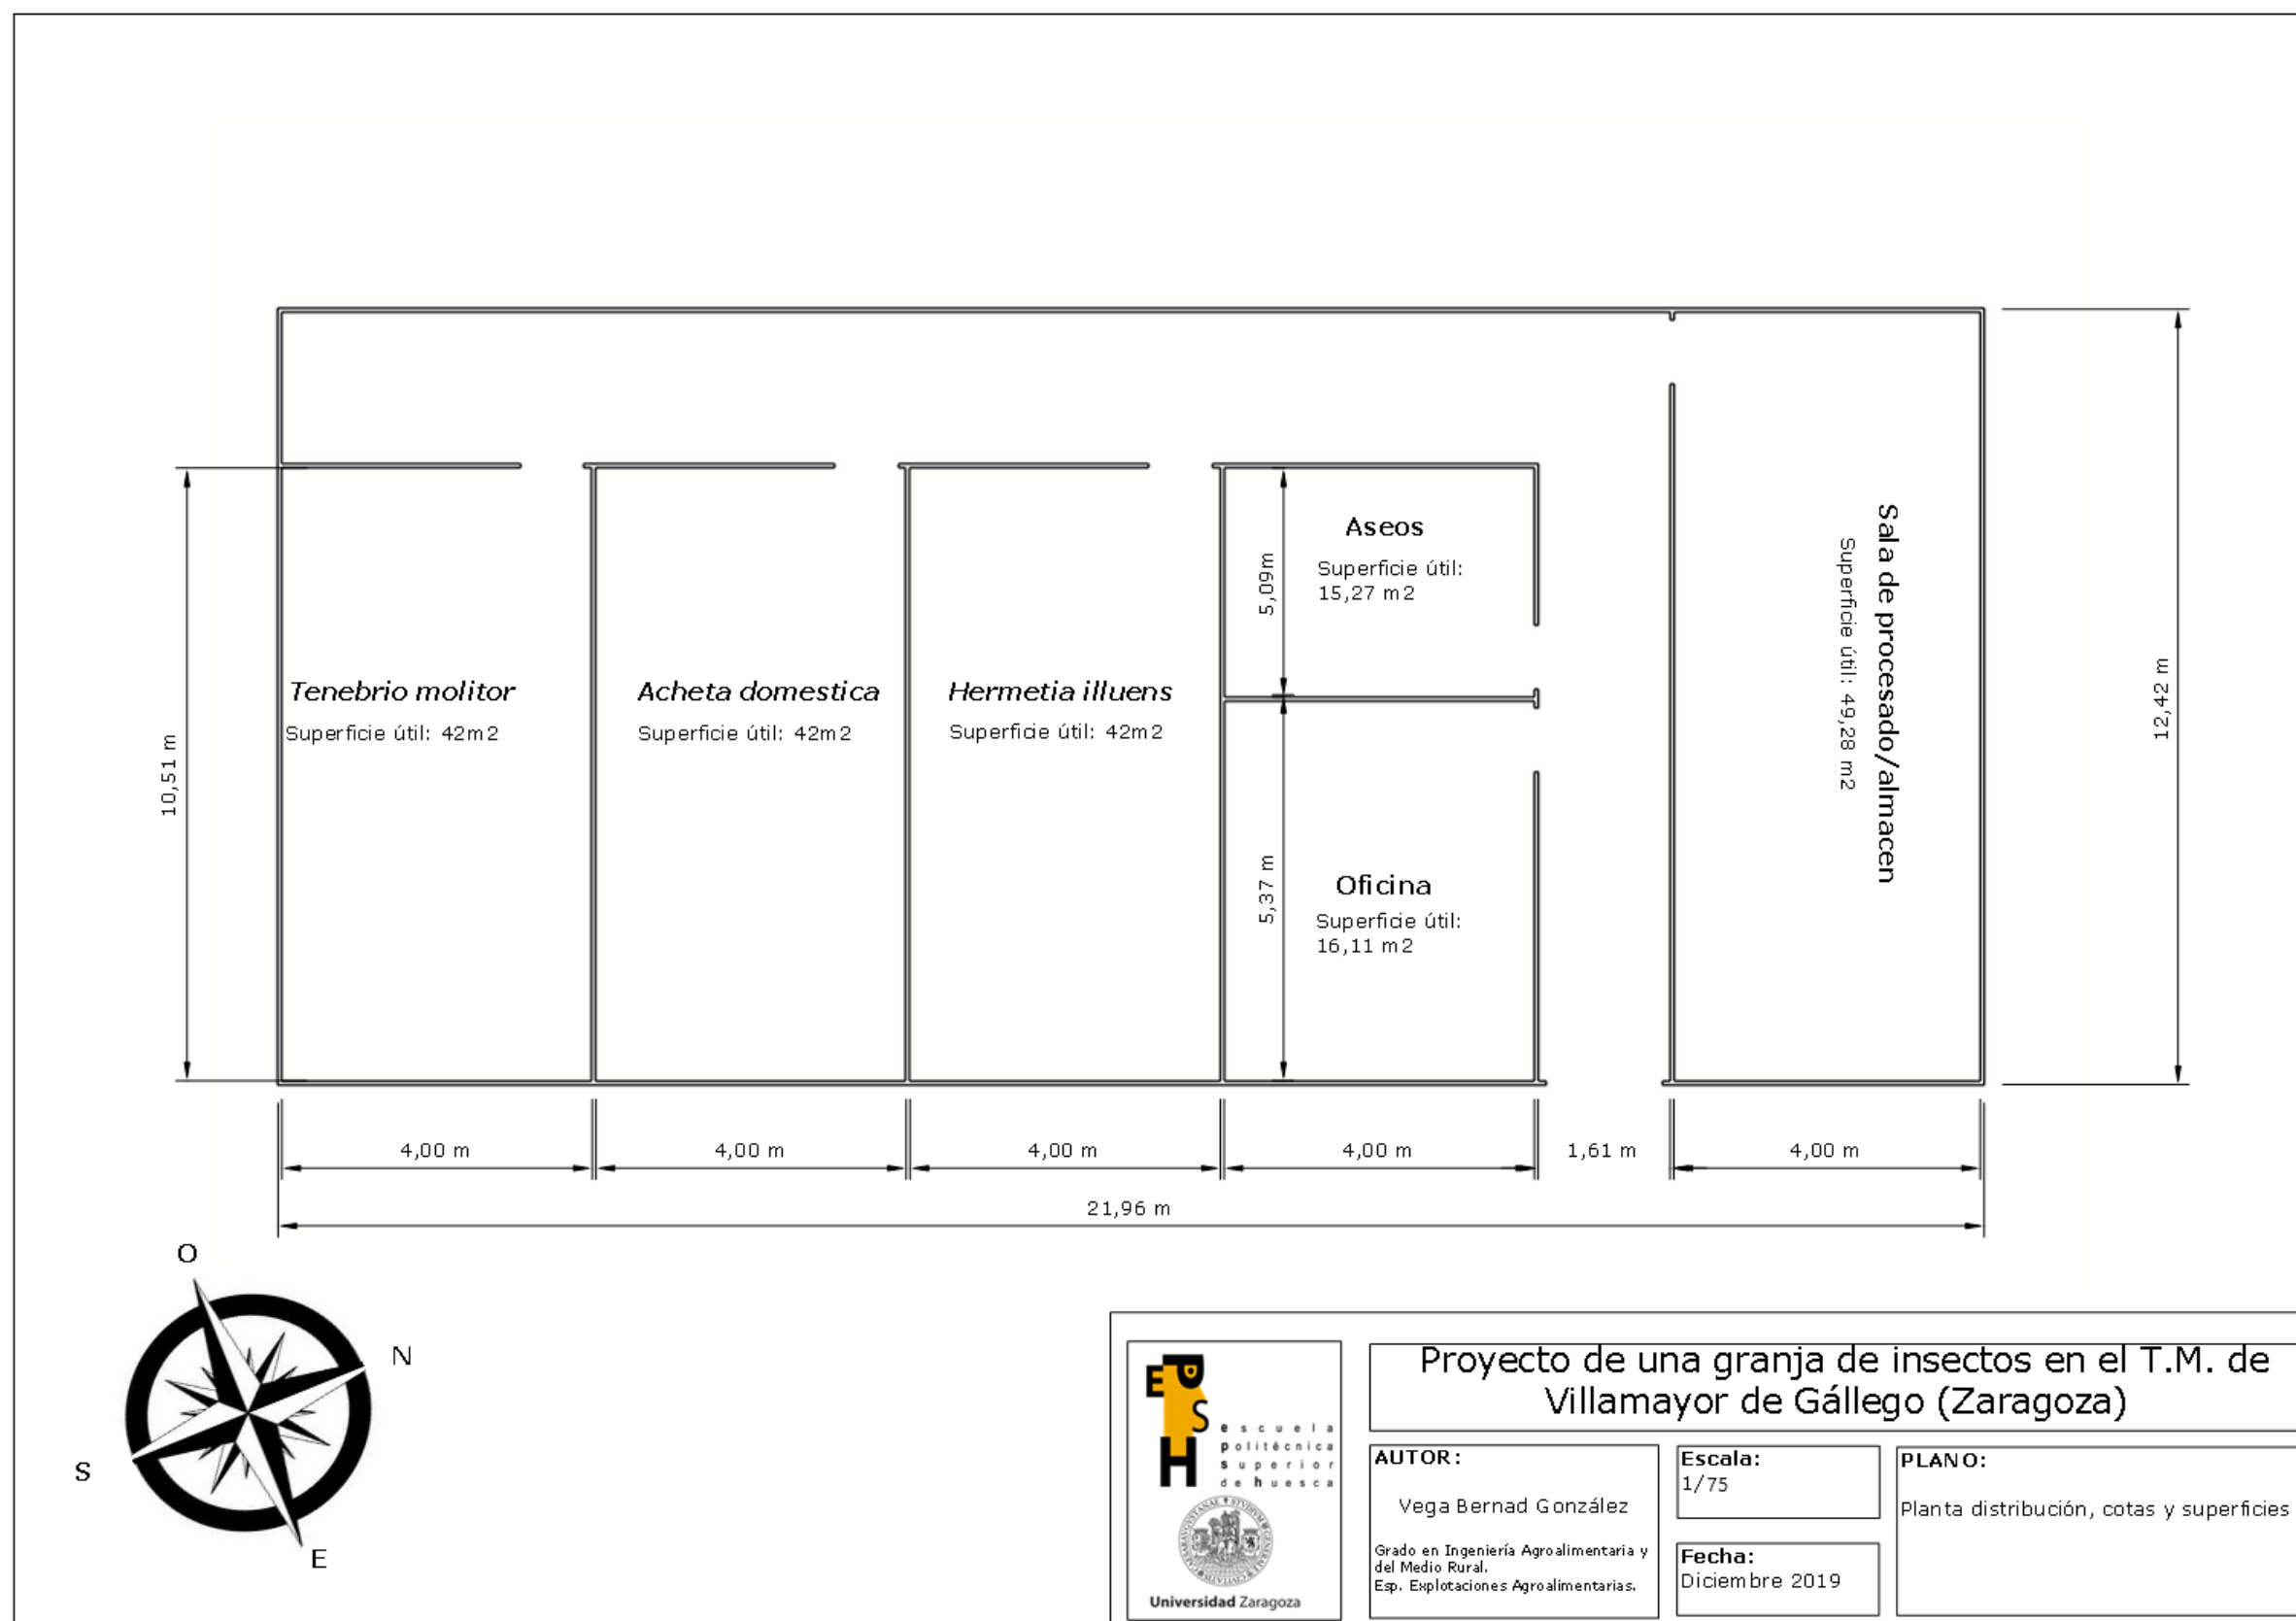 Aseos
Superficie útil:
15,27 m2
5,09m
Tenebrio molitor
Superficie útil: 42m2
Acheta domestica
Superficie útil: 42m2
Hermetia illuens
Superficie útil: 42m2
Sala de procesado/almacen
Superficie útil: 49,28 m2
12,42 m
10,51 m
5,37 m
Oficina
Superficie útil:
16,11 m2
4,00 m
4,00 m
4,00 m
4,00 m
1,61 m
4,00 m
21,96 m
O
N
S
E
EPSH
escuela
politécnica
superior
de huesca
Universidad Zaragoza
Proyecto de una granja de insectos en el T.M. de
Villamayor de Gállego (Zaragoza)
AUTOR:
Vega Bernad González
Grado en Ingeniería Agroalimentaria y
del Medio Rural.
Esp. Explotaciones Agroalimentarias.
Escala:
1/75
Fecha:
Diciembre 2019
PLANO:
Planta distribución, cotas y superficies